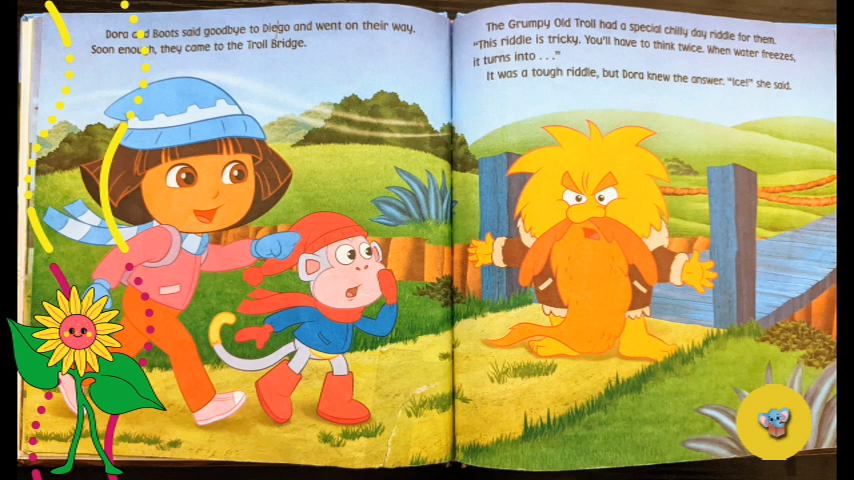 Dora and Boots said goodbye to Diego and went on their way.
Soon enough, they came to the Troll Bridge.
The Grumpy Old Troll had a special chilly day riddle for them.
"This riddle is tricky. You'll have to think twice. When water freezes,
it turns into . . ."
It was a tough riddle, but Dora knew the answer. "Ice!" she said.